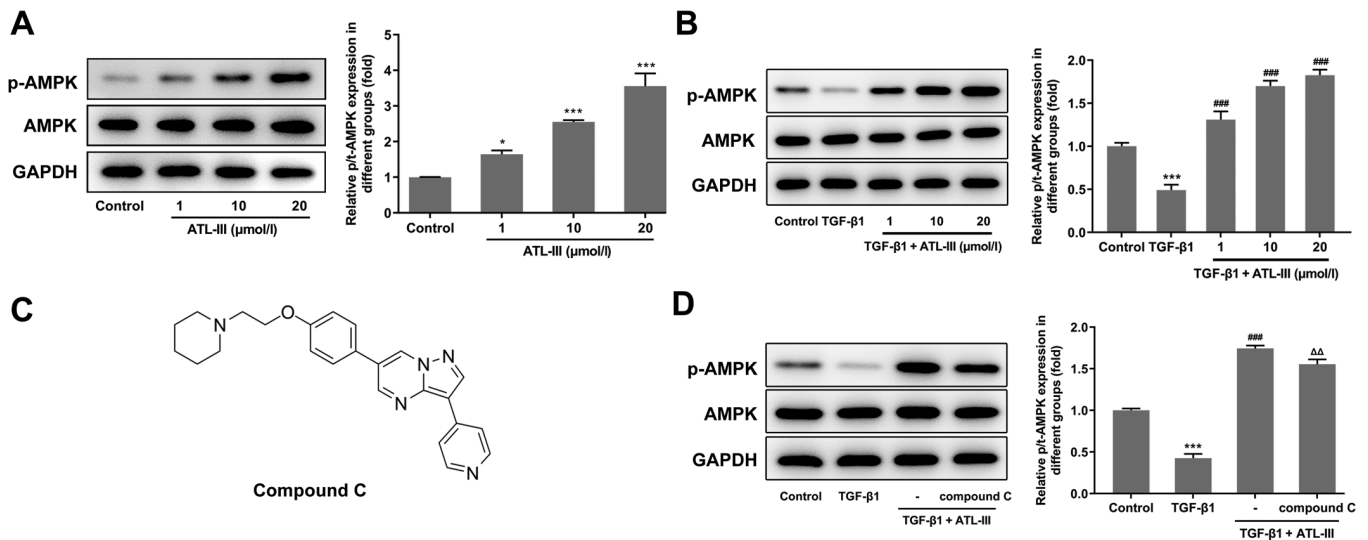 A
p-AMPK
AMPK
GAPDH
Control 1 10 20
ATL-III (μmol/l)
Relative p/t-AMPK expression in
different groups (fold)
5
4
3
2
1
0
*
***
***
Control 1 10 20
ATL-III (μmol/l)
B
p-AMPK
AMPK
GAPDH
Control TGF-β1 1 10 20
TGF-β1 + ATL-III (μmol/l)
Relative p/t-AMPK expression in
different groups (fold)
2.0
1.5
1.0
0.5
0.0
***
###
###
###
Control TGF-β1 1 10 20
TGF-β1 + ATL-III (μmol/l)
C
N
O
N
N
N
N
Compound C
D
p-AMPK
AMPK
GAPDH
Control TGF-β1 - compound C
TGF-β1 + ATL-III
Relative p/t-AMPK expression in
different groups (fold)
2.0
1.5
1.0
0.5
0.0
***
###
ΔΔ
Control TGF-β1 - compound C
TGF-β1 + ATL-III